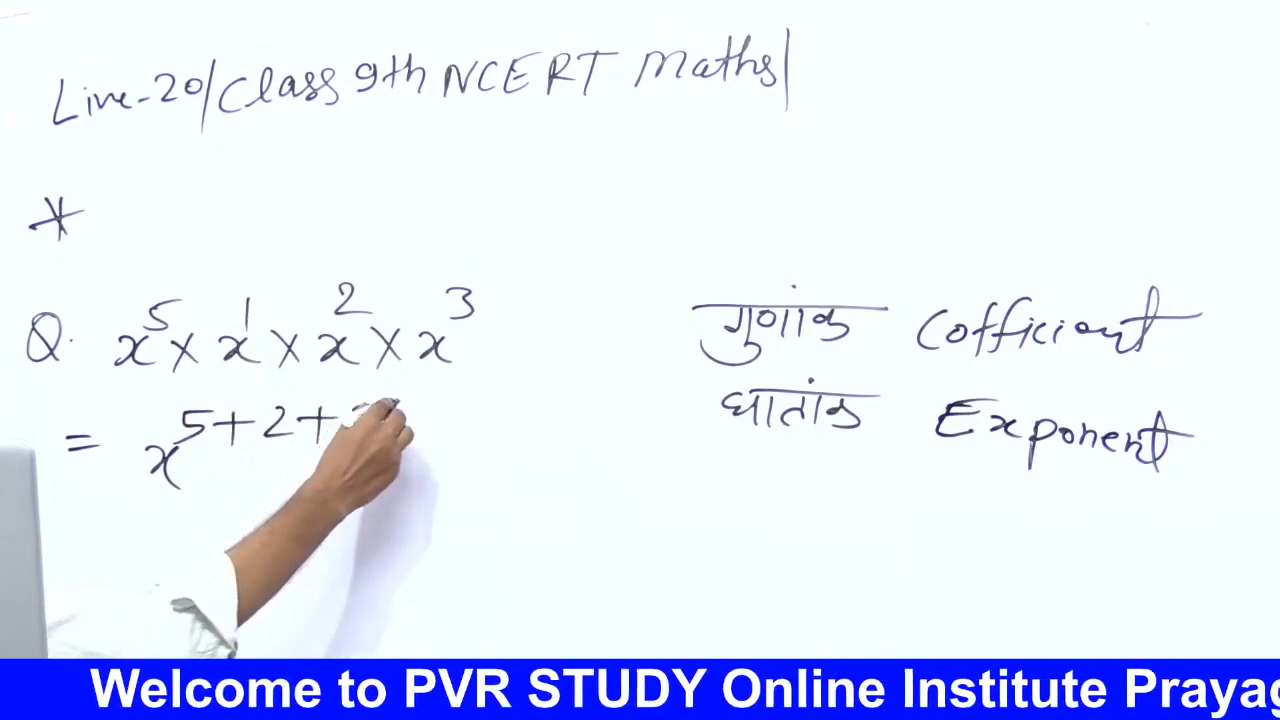 Live-20/Class 9th NCERT Maths|
*
Q. x⁵ × x¹ × x² × x³
= x⁵⁺²⁺
गुणांक Cofficient
घातांक Exponent
Welcome to PVR STUDY Online Institute Prayag